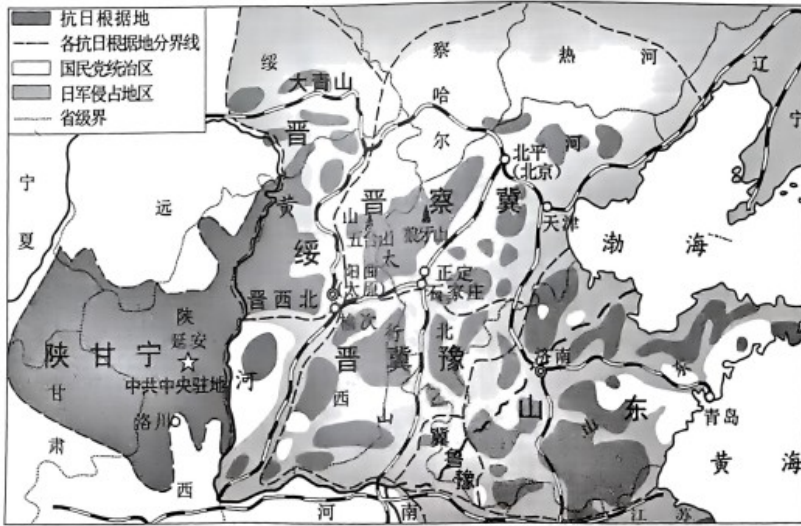 抗日根据地
各抗日根据地分界线
国民党统治区
日军侵占地区
省级界
绥
察
热
河
辽
大青山
晋
哈
宁
尔
北平
(北京)
河
宁
夏
远
黄
山
晋
察
冀
五台山
狼牙山
天津
渤
海
绥
太
阳曲
(太原)
正定
石家庄
晋西北
榆次
陕
延安
行
北
陕
甘
宁
河
晋
冀
豫
济南
东
中共中央驻地
甘
西
山
山
东
青岛
洛川
冀
鲁
豫
山
肃
黄
海
西
河
南
江
苏